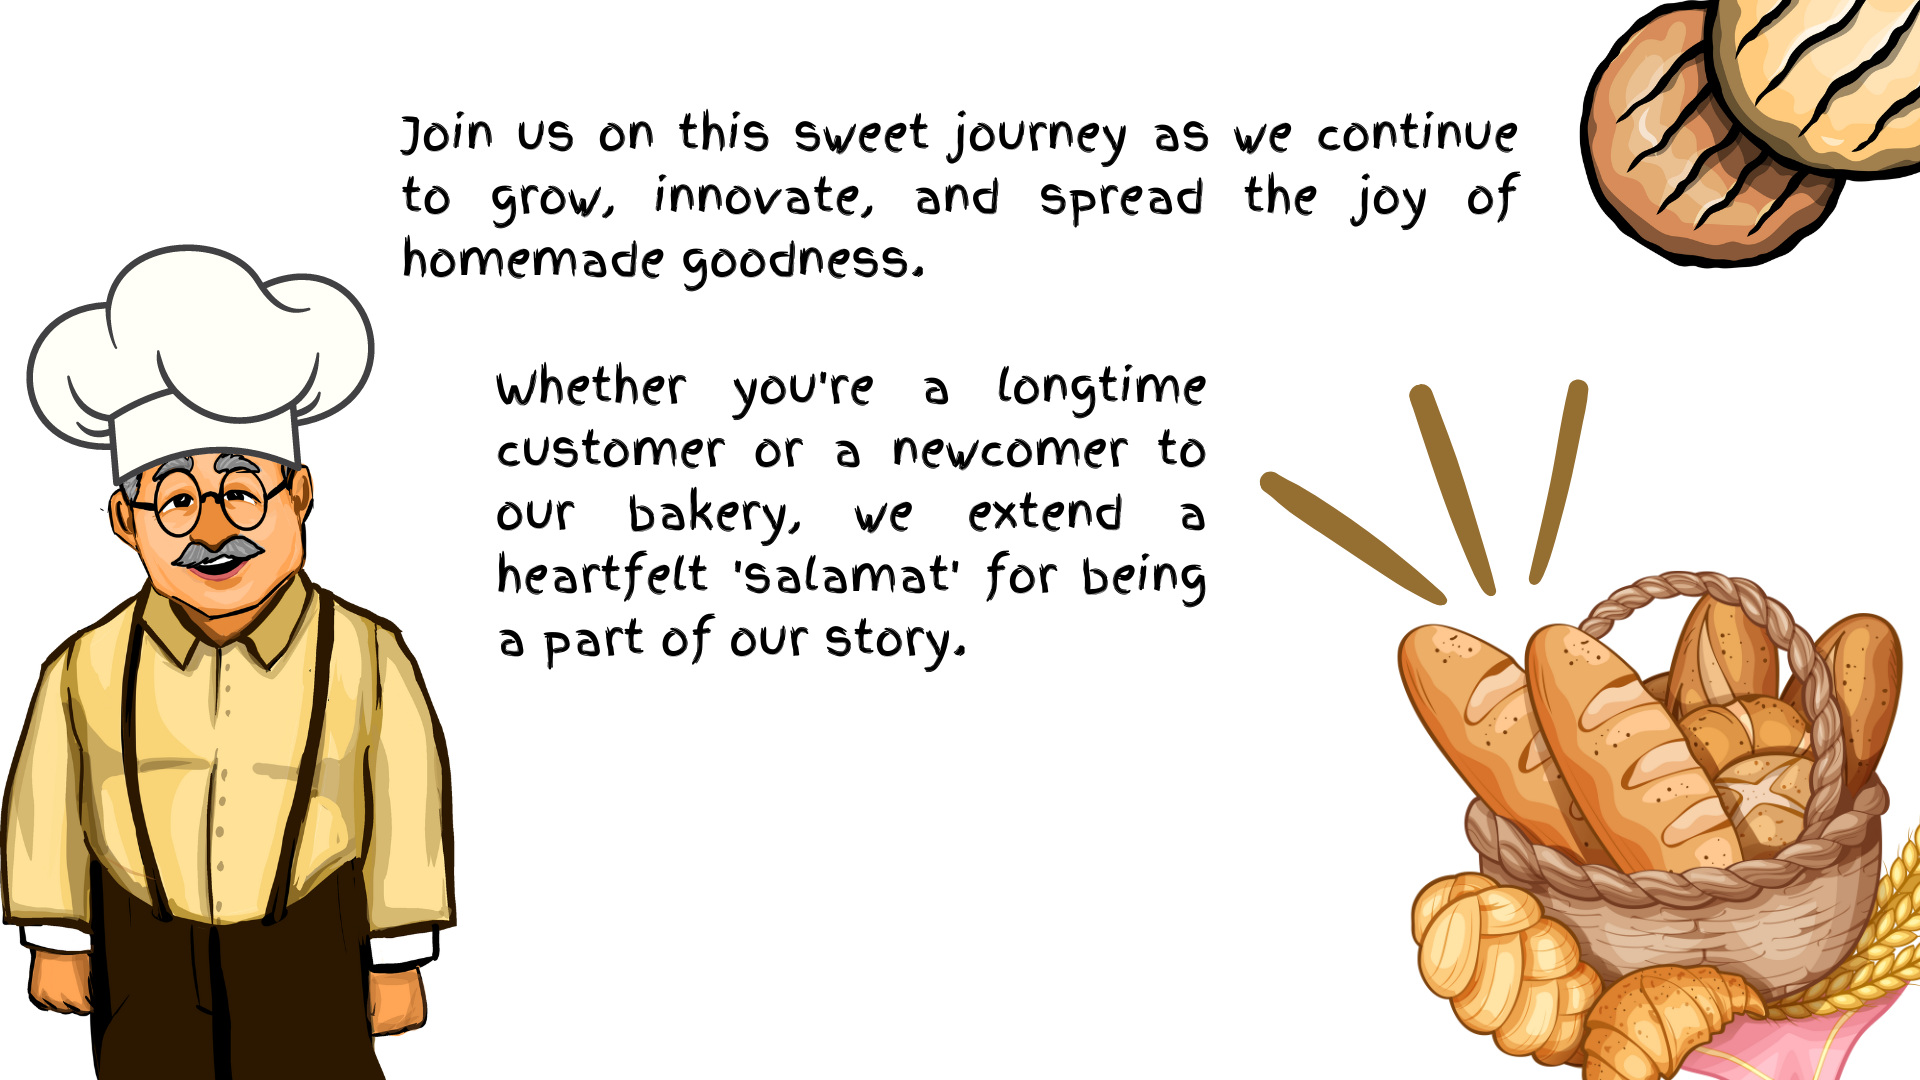 Join us on this sweet journey as we continue
to grow, innovate, and spread the joy of
homemade goodness.
Whether you're a longtime
customer or a newcomer to
our bakery, we extend a
heartfelt 'salamat' for being
a part of our story.